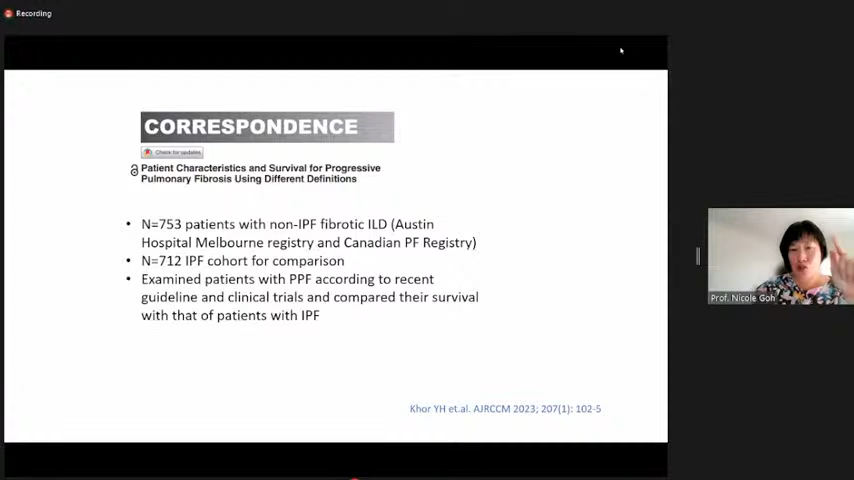 Recording
CORRESPONDENCE
Check for updates
Patient Characteristics and Survival for Progressive
Pulmonary Fibrosis Using Different Definitions
• N=753 patients with non-IPF fibrotic ILD (Austin
Hospital Melbourne registry and Canadian PF Registry)
• N=712 IPF cohort for comparison
• Examined patients with PPF according to recent
guideline and clinical trials and compared their survival
with that of patients with IPF
Khor YH et.al. AJRCCM 2023; 207(1): 102-5
Prof. Nicole Goh